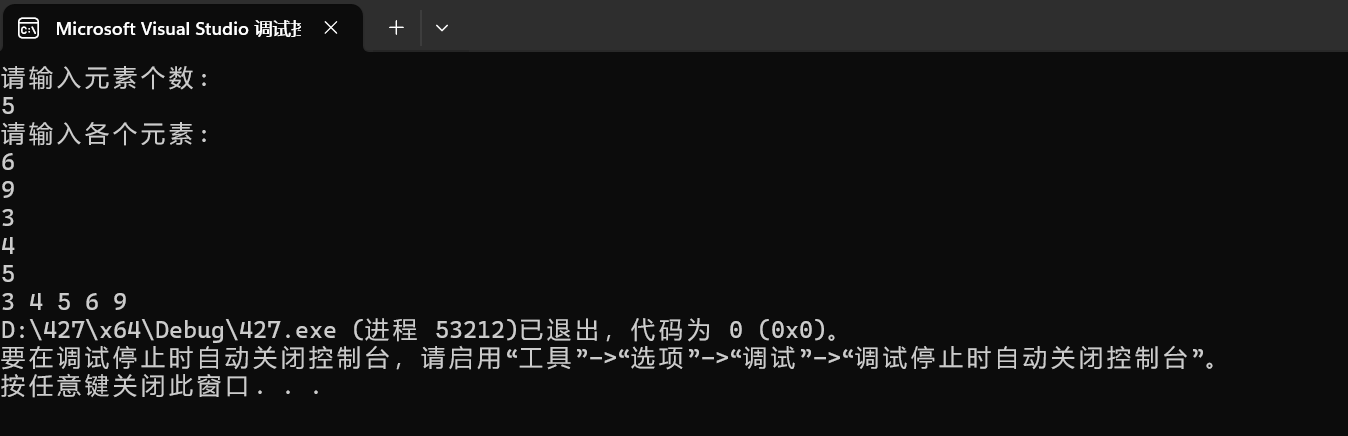 Microsoft Visual Studio 调试
请输入元素个数:
5
请输入各个元素:
6
9
3
4
5
3 4 5 6 9
D:\427\x64\Debug\427.exe (进程 53212)已退出，代码为 0 (0x0)。
要在调试停止时自动关闭控制台，请启用“工具”->“选项”->“调试”->“调试停止时自动关闭控制台”。
按任意键关闭此窗口. . .